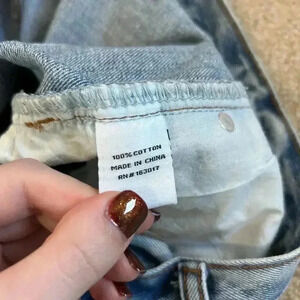 100% COTTON
MADE IN CHINA
RN# 163017